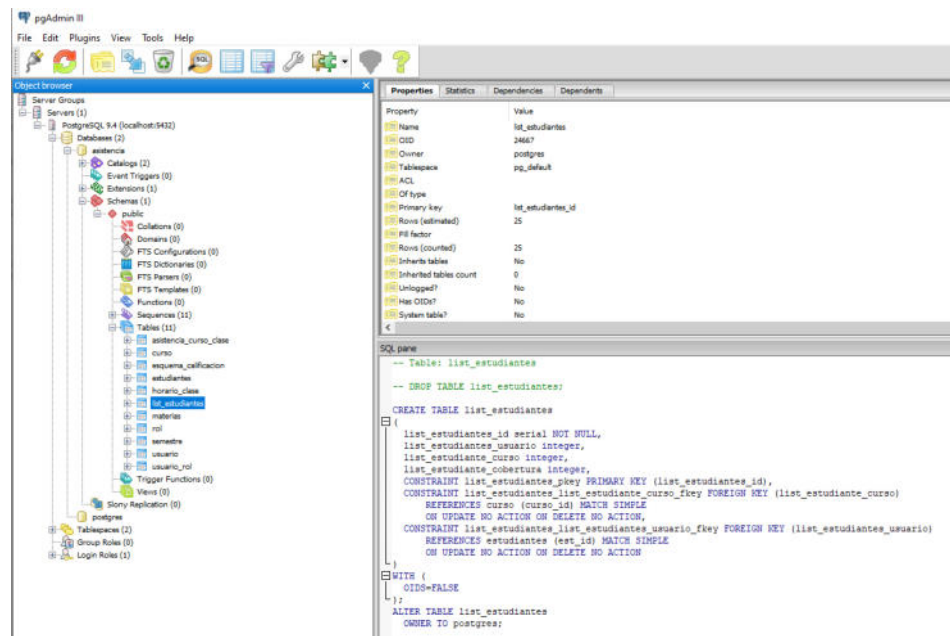 pgAdmin III
File Edit Plugins View Tools Help
Object browser
Server Groups
Servers (1)
PostgreSQL 9.4 (localhost:5432)
Databases (2)
asistencia
Catalogs (2)
Event Triggers (0)
Extensions (1)
Schemas (1)
public
Collations (0)
Domains (0)
FTS Configurations (0)
FTS Dictionaries (0)
FTS Parsers (0)
FTS Templates (0)
Functions (0)
Sequences (11)
Tables (11)
asistencia_curso_clase
curso
esquema_calificacion
estudiantes
horario_clase
list_estudiantes
materias
rol
semestre
usuario
usuario_rol
Trigger Functions (0)
Views (0)
Slony Replication (0)
postgres
Tablespaces (2)
Group Roles (0)
Login Roles (1)
Properties Statistics Dependencies Dependents
Property Value
Name list_estudiantes
OID 24667
Owner postgres
Tablespace pg_default
ACL
Of type
Primary key list_estudiantes_id
Rows (estimated) 25
Fill factor
Rows (counted) 25
Inherits tables No
Inherited tables count 0
Unlogged? No
Has OIDs? No
System table? No
SQL pane
-- Table: list_estudiantes
-- DROP TABLE list_estudiantes;
CREATE TABLE list_estudiantes
(
list_estudiantes_id serial NOT NULL,
list_estudiantes_usuario integer,
list_estudiante_curso integer,
list_estudiante_cobertura integer,
CONSTRAINT list_estudiantes_pkey PRIMARY KEY (list_estudiantes_id),
CONSTRAINT list_estudiantes_list_estudiante_curso_fkey FOREIGN KEY (list_estudiante_curso)
REFERENCES curso (curso_id) MATCH SIMPLE
ON UPDATE NO ACTION ON DELETE NO ACTION,
CONSTRAINT list_estudiantes_list_estudiantes_usuario_fkey FOREIGN KEY (list_estudiantes_usuario)
REFERENCES estudiantes (est_id) MATCH SIMPLE
ON UPDATE NO ACTION ON DELETE NO ACTION
)
WITH (
OIDS=FALSE
);
ALTER TABLE list_estudiantes
OWNER TO postgres;